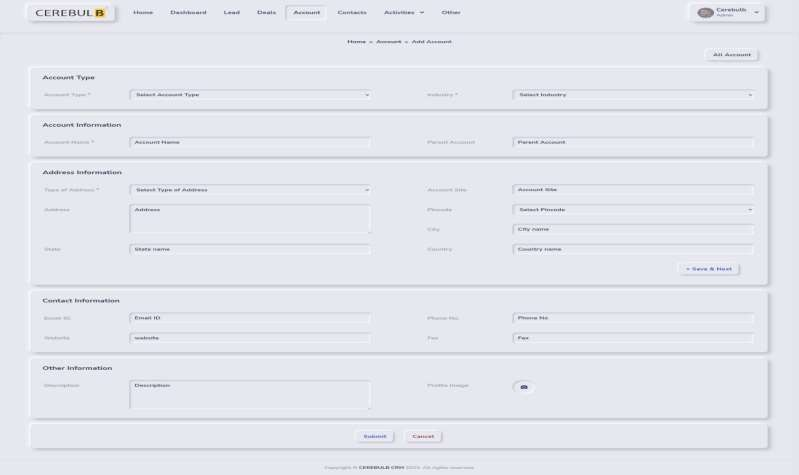 CEREBULB
Home Dashboard Lead Deals Account Contacts Activities Other
Cerebulb
Admin
Home » Account » Add Account
All Account
Account Type
Account Type * Select Account Type Industry * Select Industry
Account Information
Account Name * Account Name Parent Account Parent Account
Address Information
Type of Address * Select Type of Address Account Site Account Site
Address Address Pincode Select Pincode
City City name
State State name Country Country name
+ Save & Next
Contact Information
Email ID Email ID Phone No. Phone No.
Website website Fax Fax
Other Information
Description Description Profile Image
Submit Cancel
Copyright © CEREBULB CRM All rights reserved.